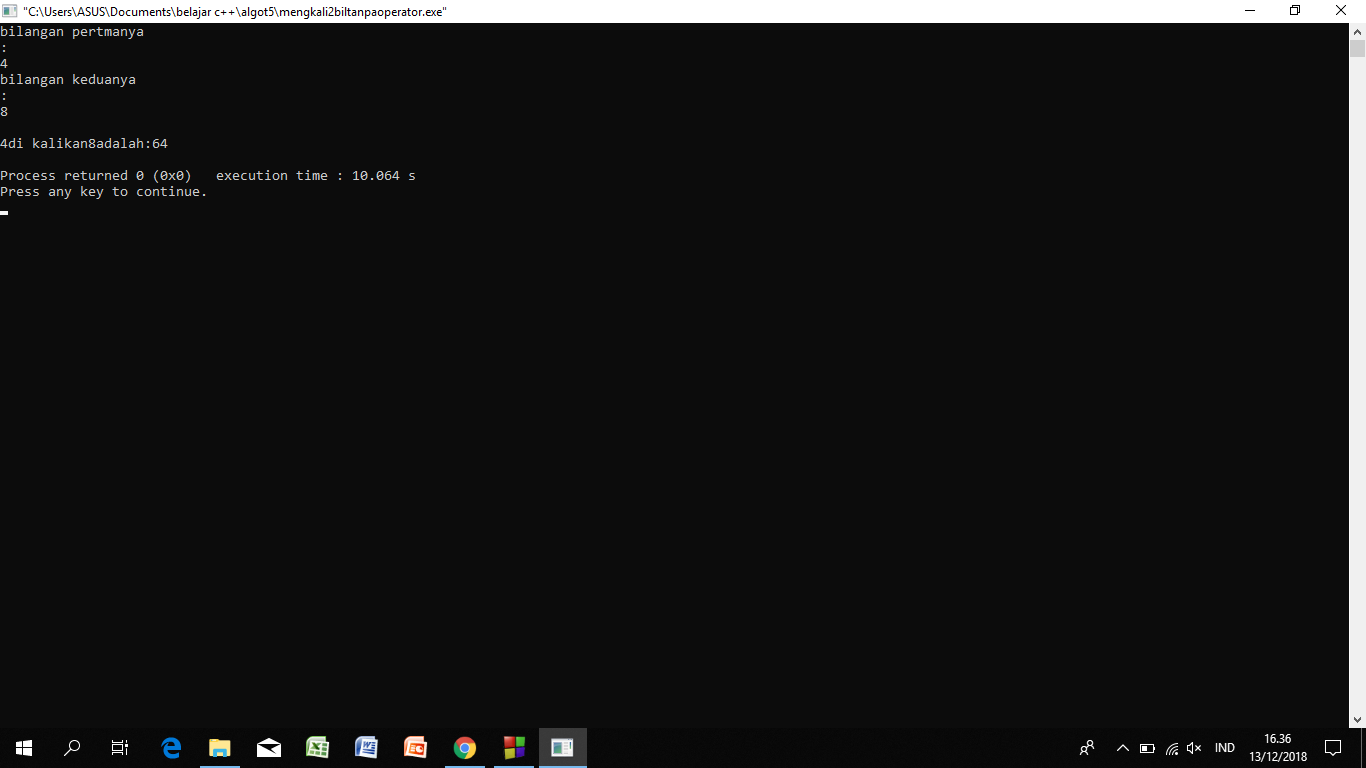 "C:\Users\ASUS\Documents\belajar c++\algot5\mengkali2biltanpaoperator.exe"
bilangan pertmanya
:
4
bilangan keduanya
:
8
4di kalikan8adalah:64
Process returned 0 (0x0)   execution time : 10.064 s
Press any key to continue.
IND
16.36
13/12/2018